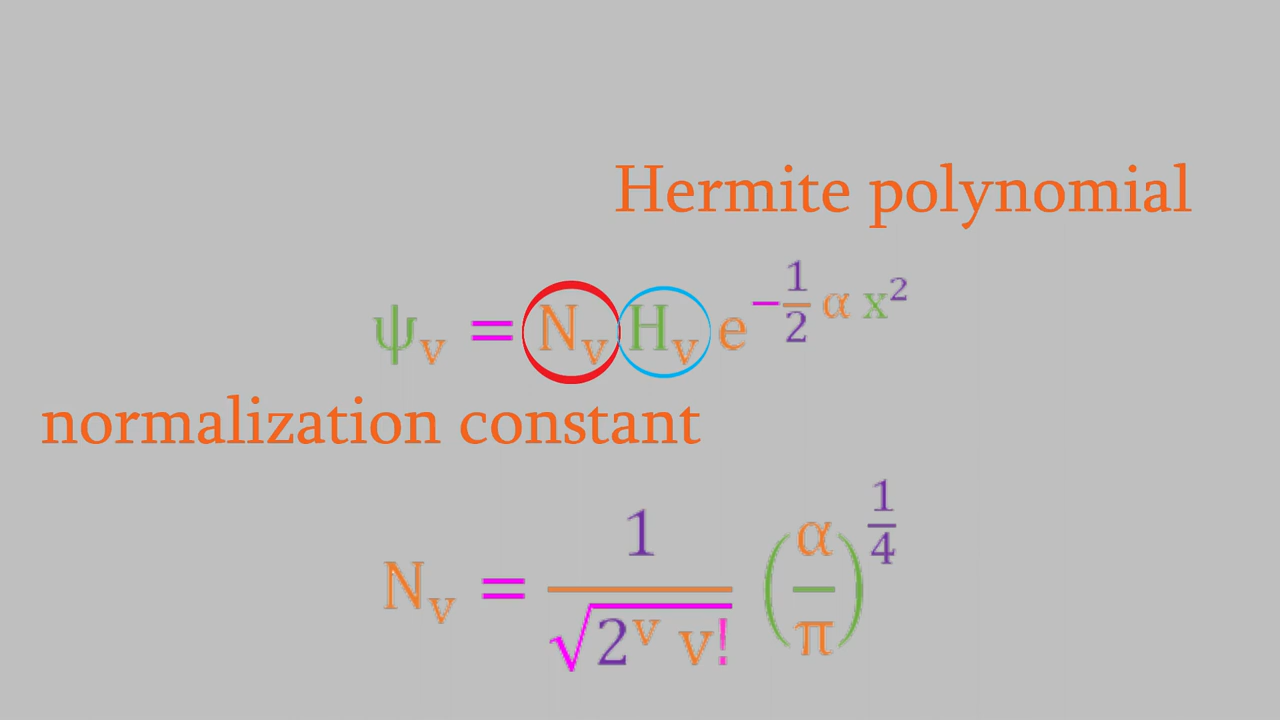 Hermite polynomial
ψᵥ = Nᵥ Hᵥ e^(-1/2 α x²)
normalization constant
Nᵥ = 1/√(2^v v!) (α/π)^(1/4)